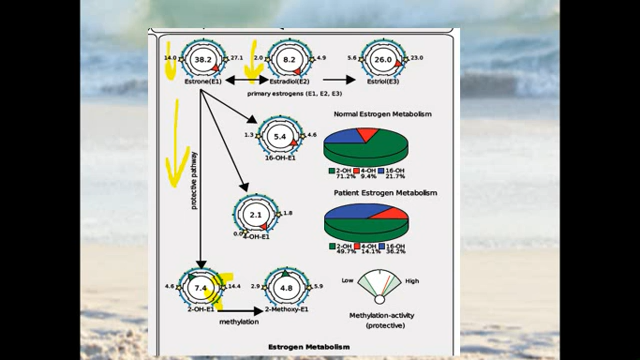 14.0 38.2 27.1 2.0 8.2 4.9 5.6 26.0 23.0
Estrone(E1) Estradiol(E2) Estriol(E3)
primary estrogens (E1, E2, E3)
Normal Estrogen Metabolism
1.3 5.4 4.6
16-OH-E1
2-OH 4-OH 16-OH
71.2% 9.4% 21.7%
protective pathway
Patient Estrogen Metabolism
2.1 1.8
0.0
4-OH-E1
2-OH 4-OH 16-OH
49.7% 14.1% 36.2%
4.6 7.4 14.4 2.9 4.8 5.9
2-OH-E1 2-Methoxy-E1
methylation
Low High
Methylation-activity
(protective)
Estrogen Metabolism